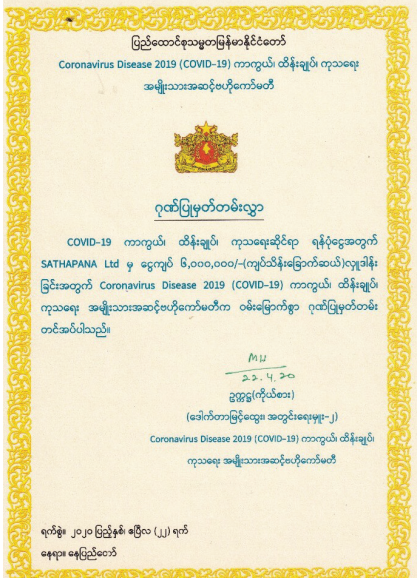 ပြည်ထောင်စုသမ္မတမြန်မာနိုင်ငံတော်
Coronavirus Disease 2019 (COVID-19) ကာကွယ်၊ ထိန်းချုပ်၊ ကုသရေး
အမျိုးသားအဆင့်ဗဟိုကော်မတီ
ဂုဏ်ပြုမှတ်တမ်းလွှာ
COVID-19 ကာကွယ်၊ ထိန်းချုပ်၊ ကုသရေးဆိုင်ရာ ရန်ပုံငွေအတွက်
SATHAPANA Ltd မှ ငွေကျပ် ၆,၀၀၀,၀၀၀/-(ကျပ်သိန်းခြောက်ဆယ်)လှူဒါန်း
ခြင်းအတွက် Coronavirus Disease 2019 (COVID-19) ကာကွယ်၊ ထိန်းချုပ်၊
ကုသရေး အမျိုးသားအဆင့်ဗဟိုကော်မတီက ဝမ်းမြောက်စွာ ဂုဏ်ပြုမှတ်တမ်း
တင်အပ်ပါသည်။
22.4.20
ဥက္ကဋ္ဌ(ကိုယ်စား)
(ဒေါက်တာမြင့်ထွေး၊ အတွင်းရေးမှူး-၂)
Coronavirus Disease 2019 (COVID-19) ကာကွယ်၊ ထိန်းချုပ်၊
ကုသရေး အမျိုးသားအဆင့်ဗဟိုကော်မတီ
ရက်စွဲ။ ၂၀၂၀ ပြည့်နှစ်၊ ဧပြီလ (၂၂) ရက်
နေရာ။ နေပြည်တော်